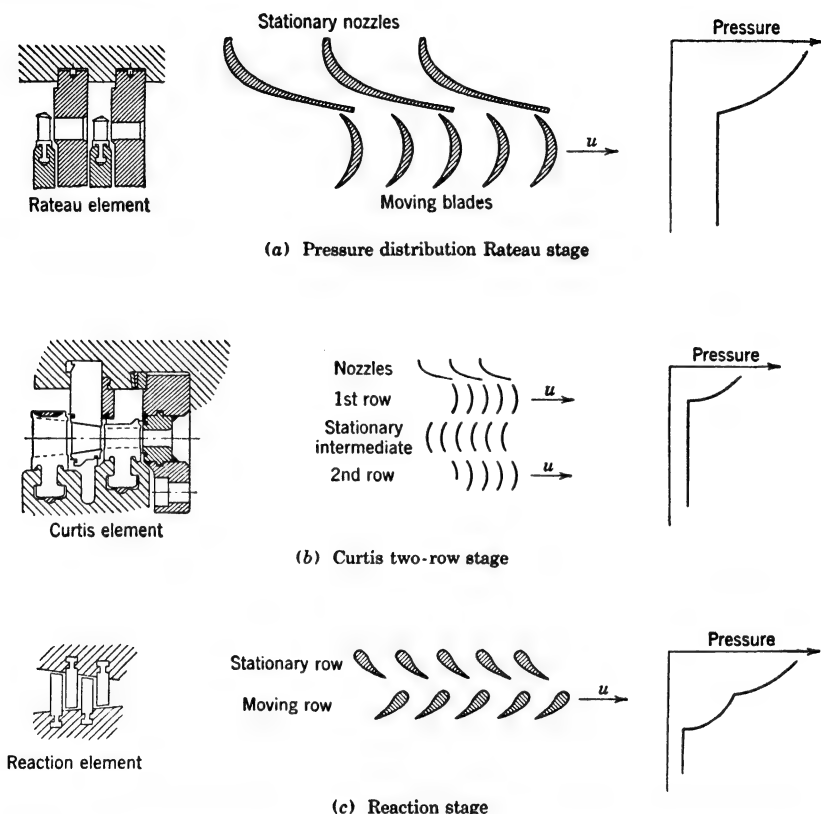 Stationary nozzles
Pressure
u
Rateau element
Moving blades
(a) Pressure distribution Rateau stage
Nozzles
1st row
u
Stationary
intermediate
2nd row
u
Pressure
Curtis element
(b) Curtis two-row stage
Stationary row
Moving row
u
Pressure
Reaction element
(c) Reaction stage